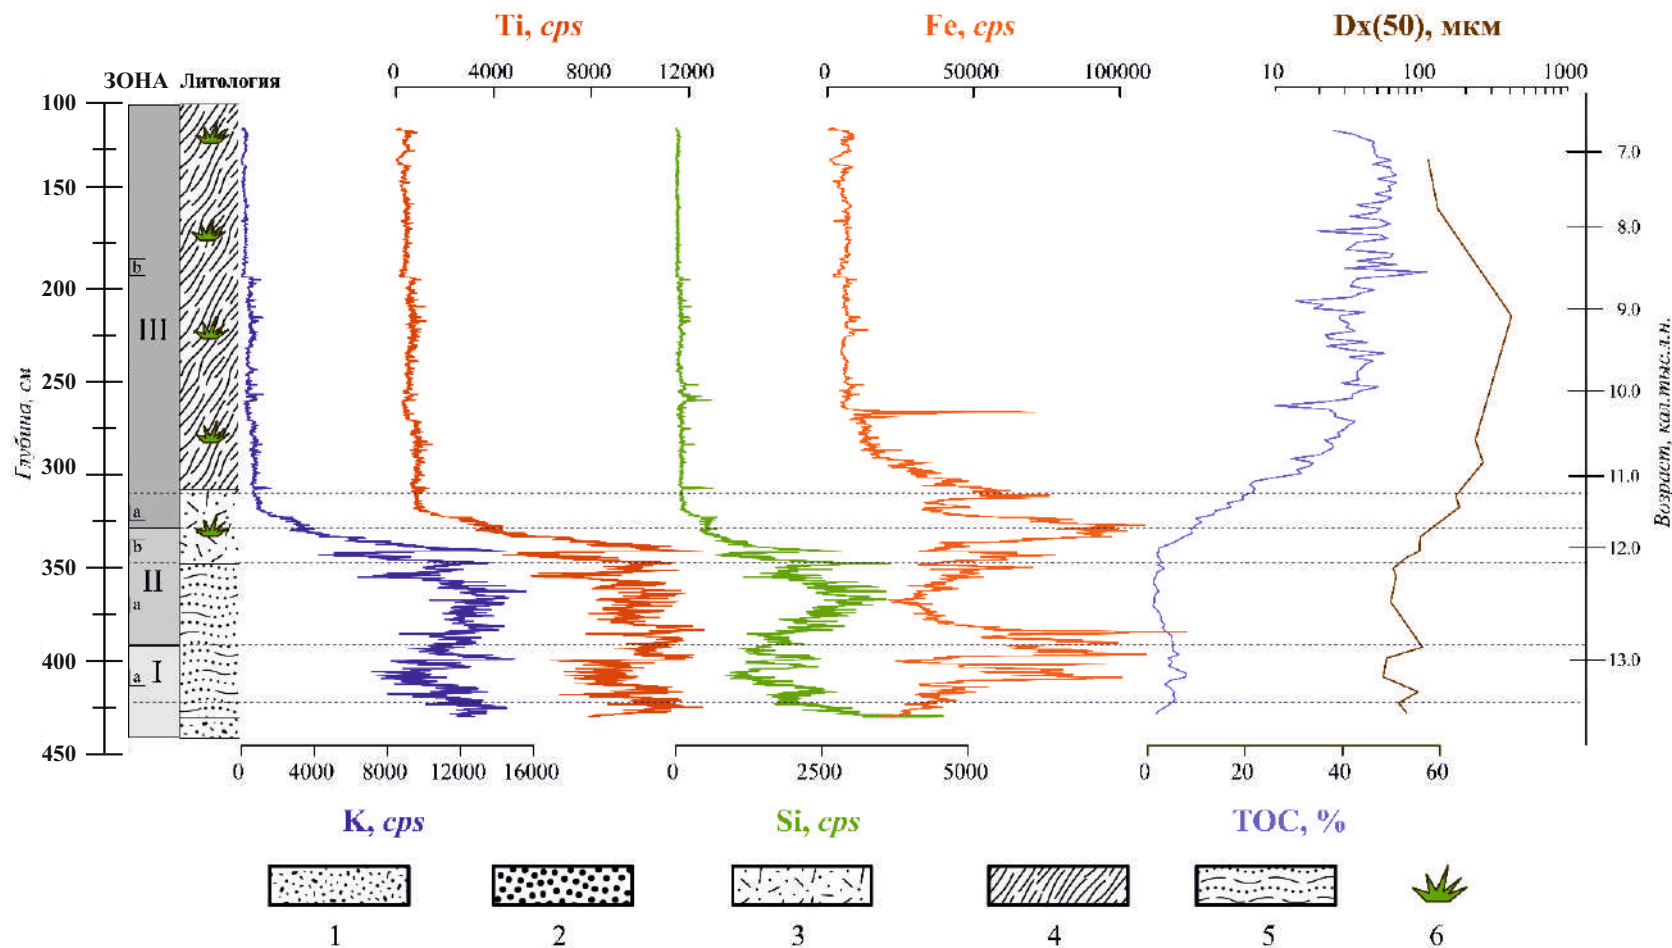 Ti, cps Fe, cps Dx(50), мкм
0 4000 8000 12000 0 50000 100000 10 100 1000
ЗОНА Литология
100
150
200
250
300
350
400
450
Глубина, см
b
III
a
b
II
a
I
a
7.0
8.0
9.0
10.0
11.0
12.0
13.0
Возраст, кал.тыс.л.н.
0 4000 8000 12000 16000 0 2500 5000 0 20 40 60
K, cps Si, cps TOC, %
1 2 3 4 5 6